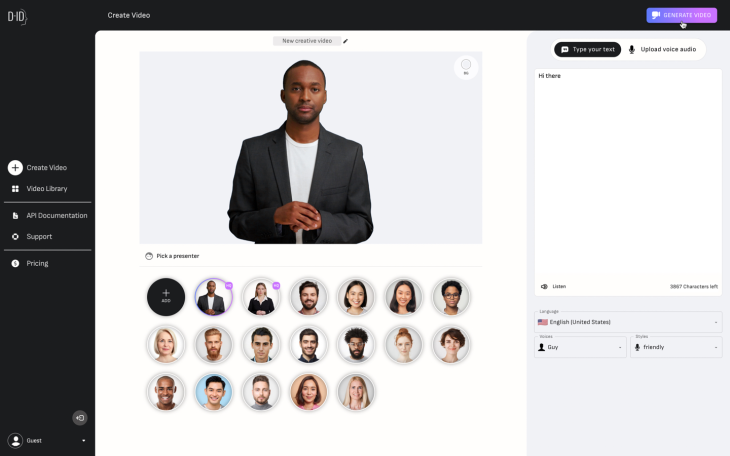 D-ID
Create Video
GENERATE VIDEO
New creative video
Type your text
Upload voice audio
Hi there
Create Video
Video Library
API Documentation
Support
Pricing
Pick a presenter
ADD
HQ
HQ
Listen
3867 Characters left
Language
English (United States)
Voices
Guy
Styles
friendly
Guest